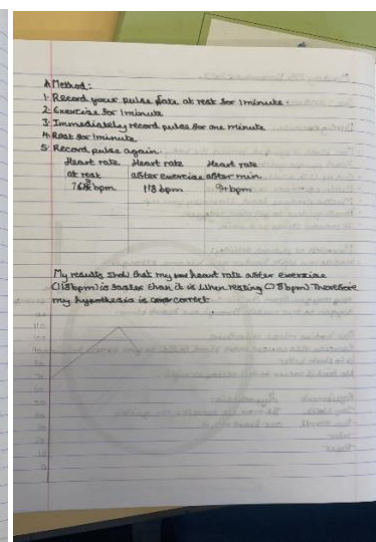 Method:
1. Record your pulse rate at rest for 1 minute.
2. Exercise for 1 minute
3. Immediately record pulse for one minute
4. Rest for 1 minute
5. Record pulse again.
Heart rate Heart rate Heart rate
at rest after exercise after min
bpm 118 bpm bpm
My results show that my heart rate after exercise
(118bpm) is faster than it is when resting bpm) Therefore
my hypothesis is correct